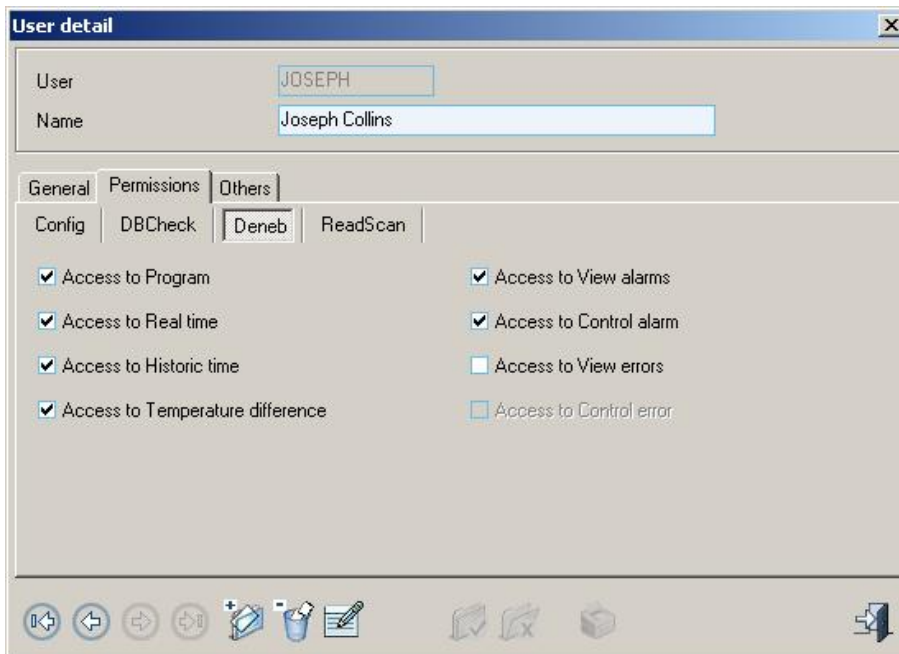 User detail
User JOSEPH
Name Joseph Collins
General Permissions Others
Config DBCheck Deneb ReadScan
Access to Program Access to View alarms
Access to Real time Access to Control alarm
Access to Historic time Access to View errors
Access to Temperature difference Access to Control error